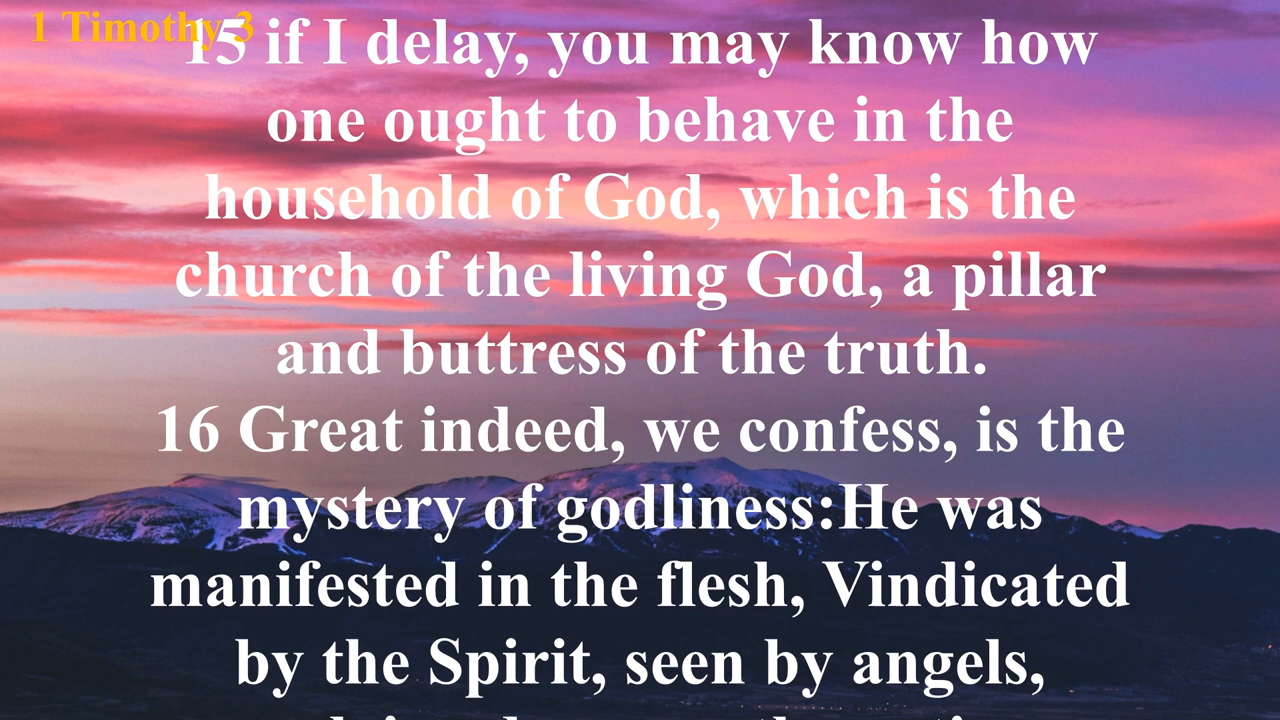 1 Timothy 3
15 if I delay, you may know how
one ought to behave in the
household of God, which is the
church of the living God, a pillar
and buttress of the truth.
16 Great indeed, we confess, is the
mystery of godliness:He was
manifested in the flesh, Vindicated
by the Spirit, seen by angels,